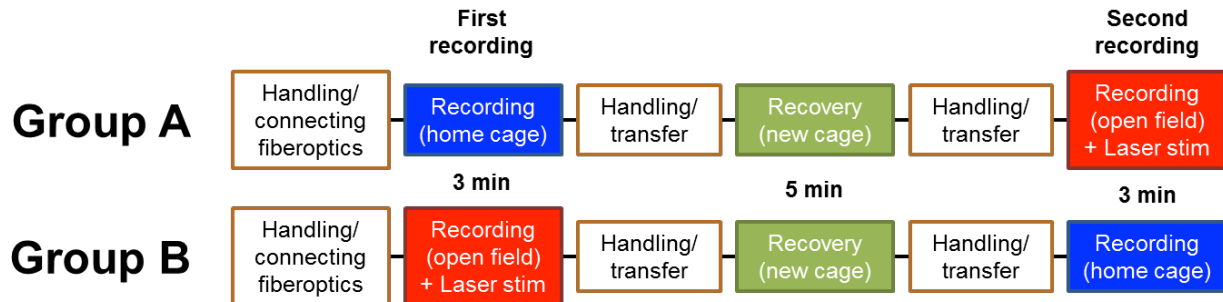 First
recording
Second
recording
Group A
Handling/
connecting
fiberoptics
Recording
(home cage)
Handling/
transfer
Recovery
(new cage)
Handling/
transfer
Recording
(open field)
+ Laser stim
3 min
5 min
3 min
Group B
Handling/
connecting
fiberoptics
Recording
(open field)
+ Laser stim
Handling/
transfer
Recovery
(new cage)
Handling/
transfer
Recording
(home cage)